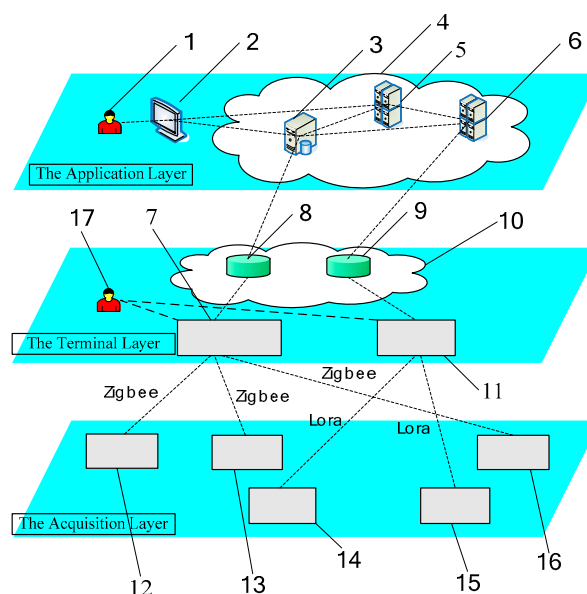 1 2 3 4 5 6
The Application Layer
17 7 8 9 10
The Terminal Layer
11
Zigbee Zigbee Zigbee
Lora Lora
The Acquisition Layer
12 13 14 15 16